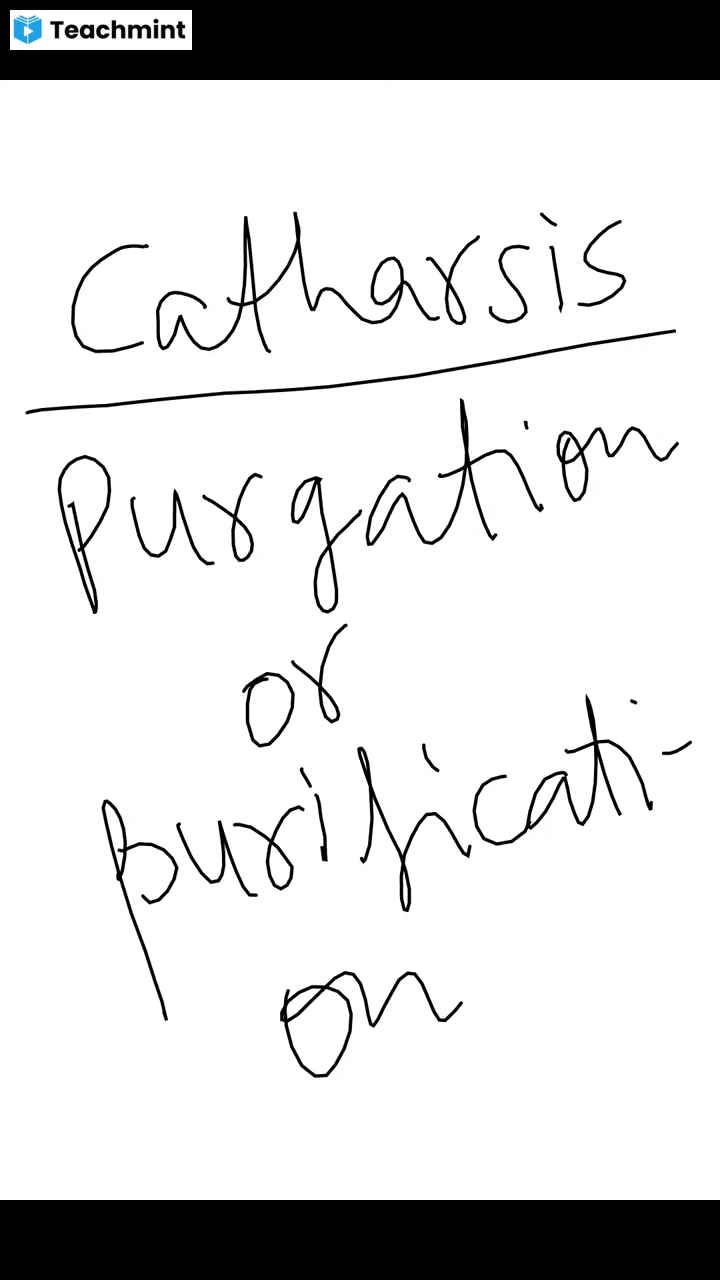 Teachmint
Catharsis
Purgation
or
purificati-
on